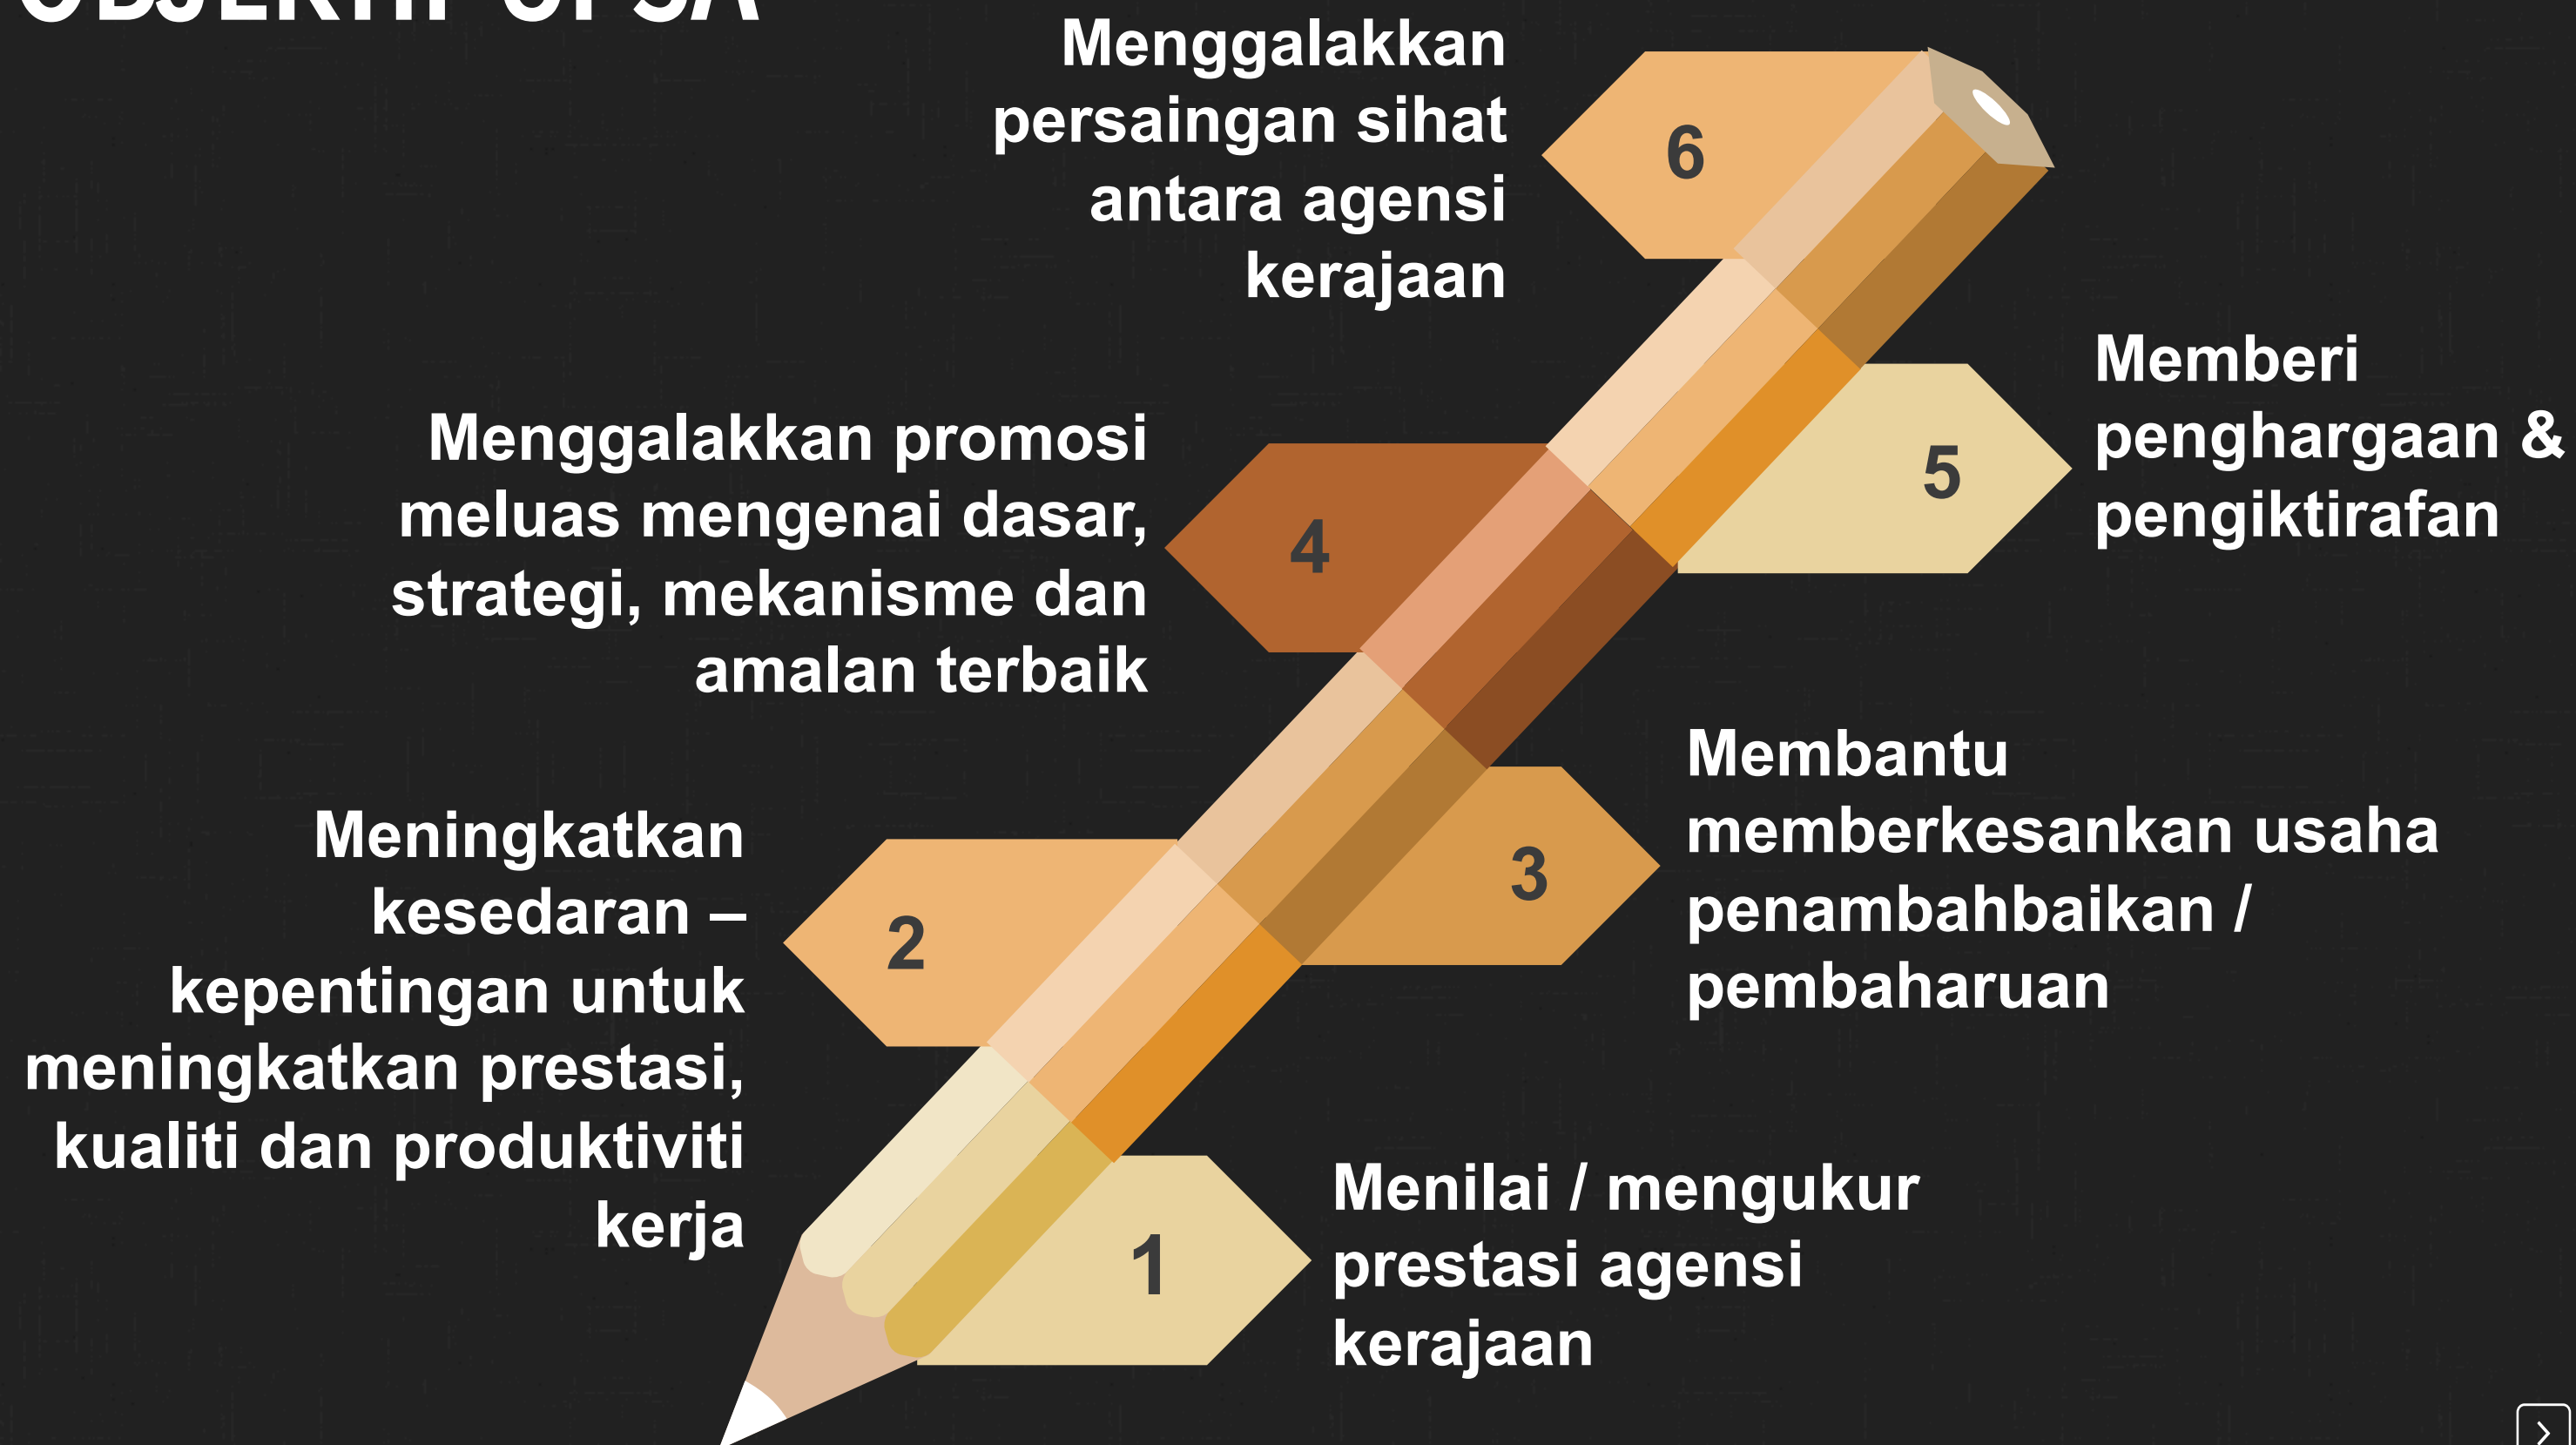 OBJEKTIF
Menggalakkan
persaingan sihat
antara agensi
kerajaan
6
Memberi
penghargaan &
pengiktirafan
5
Menggalakkan promosi
meluas mengenai dasar,
strategi, mekanisme dan
amalan terbaik
4
Membantu
memberkesankan usaha
penambahbaikan /
pembaharuan
3
Meningkatkan
kesedaran –
kepentingan untuk
meningkatkan prestasi,
kualiti dan produktiviti
kerja
2
Menilai / mengukur
prestasi agensi
kerajaan
1